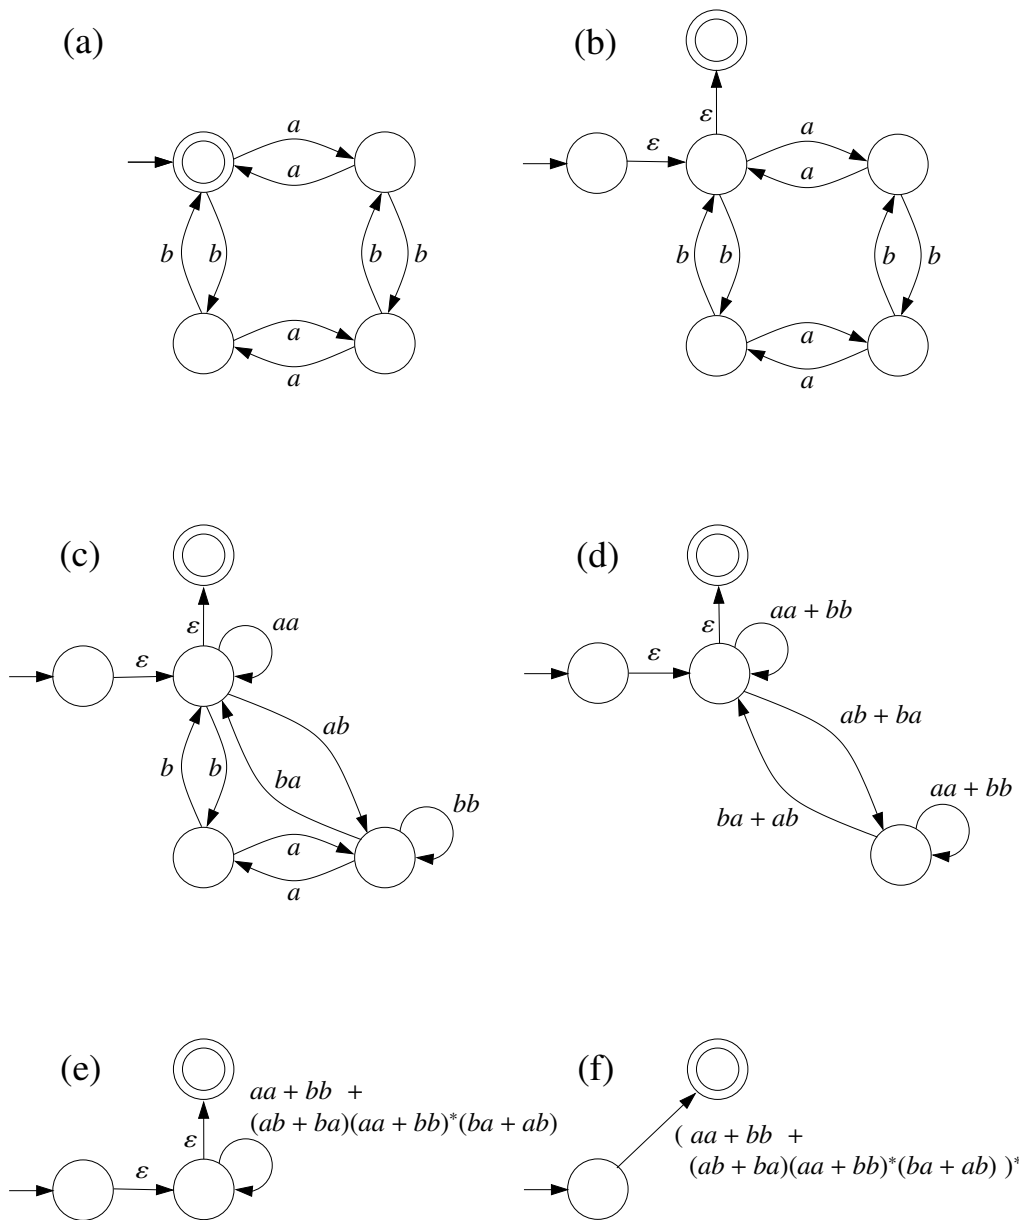 (a)
a
a
b
b
b
b
a
a
(b)
ε
ε
a
a
b
b
b
b
a
a
(c)
ε
ε
aa
ab
ba
b
b
bb
a
a
(d)
ε
ε
aa + bb
ab + ba
ba + ab
aa + bb
(e)
ε
ε
aa + bb +
(ab + ba)(aa + bb)*(ba + ab)
(f)
( aa + bb +
(ab + ba)(aa + bb)*(ba + ab) )*